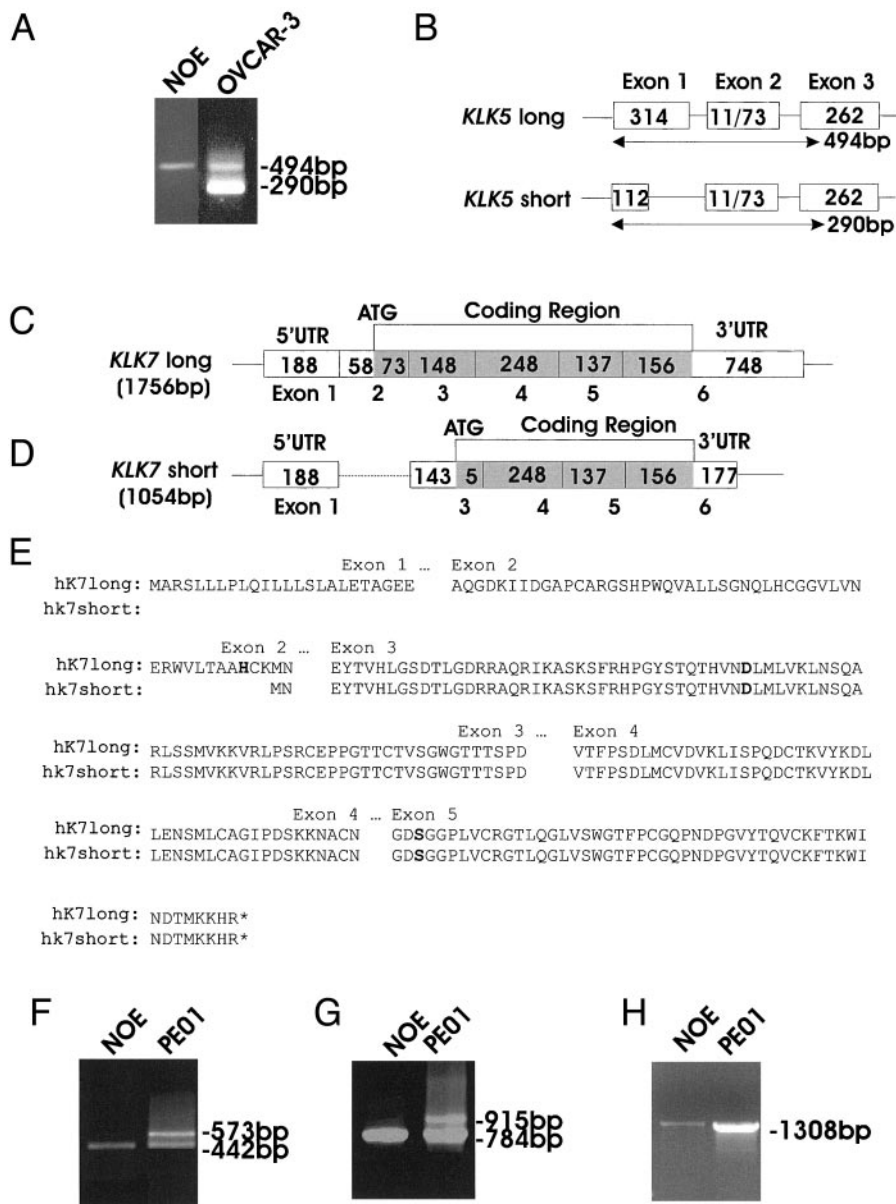 A
NOE OVCAR-3
-494bp
-290bp
B
Exon 1 Exon 2 Exon 3
KLK5 long 314 11/73 262
494bp
KLK5 short 112 11/73 262
290bp
C
ATG Coding Region
5'UTR 3'UTR
KLK7 long 188 58 73 148 248 137 156 748
(1756bp) Exon 1 2 3 4 5 6
D
ATG Coding Region
5'UTR 3'UTR
KLK7 short 188 143 5 248 137 156 177
(1054bp) Exon 1 3 4 5 6
E
Exon 1 … Exon 2
hK7long: MARSLLLPLQILLLSLALETAGEE AQGDKIIDGAPCARGSHPWQVALLSGNQLHCGGVLVN
hk7short:
Exon 2 … Exon 3
hK7long: ERWVLTAAHCKMN EYTVHLGSDTLGDRRAQRIKASKSFRHPGYSTQTHVNDLMLVKLNSQA
hk7short: MN EYTVHLGSDTLGDRRAQRIKASKSFRHPGYSTQTHVNDLMLVKLNSQA
Exon 3 … Exon 4
hK7long: RLSSMVKKVRLPSRCEPPGTTCTVSGWGTTTSPD VTFPSDLMCVDVKLISPQDCTKVYKDL
hk7short: RLSSMVKKVRLPSRCEPPGTTCTVSGWGTTTSPD VTFPSDLMCVDVKLISPQDCTKVYKDL
Exon 4 … Exon 5
hK7long: LENSMLCAGIPDSKKNACN GDSGGPLVCRGTLQGLVSWGTFPCGQPNDPGVYTQVCKFTKWI
hk7short: LENSMLCAGIPDSKKNACN GDSGGPLVCRGTLQGLVSWGTFPCGQPNDPGVYTQVCKFTKWI
hK7long: NDTMKKHR*
hk7short: NDTMKKHR*
F
NOE PE01
-573bp
-442bp
G
NOE PE01
-915bp
-784bp
H
NOE PE01
-1308bp